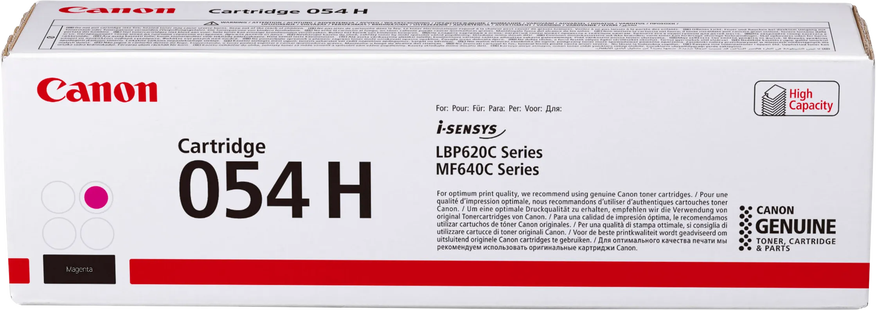 Canon
Cartridge 054 H
Canon
High
Capacity
For: Pour: Für: Para: Per: Voor: Для:
i-SENSYS
LBP620C Series
MF640C Series
Cartridge
054 H
For optimum print quality, we recommend using genuine Canon toner cartridges. / Pour une
qualité d'impression optimale, nous recommandons d'utiliser d'authentiques cartouches toner
Canon. / Um eine optimale Druckqualität zu erhalten, empfehlen wir die Verwendung von
original Tonercartridges von Canon. / Para una calidad de impresión óptima, le recomendamos
utilizar cartuchos de tóner Canon originales. / Per una qualità di stampa ottimale, si consiglia di
utilizzare cartucce di toner originali Canon. / Voor de beste printkwaliteit wordt geadviseerd om
uitsluitend originele Canon cartridges te gebruiken. / Для оптимального качества печати мы
рекомендуем использовать оригинальные картриджи Canon.
CANON
GENUINE
TONER, CARTRIDGE
& PARTS
Magenta